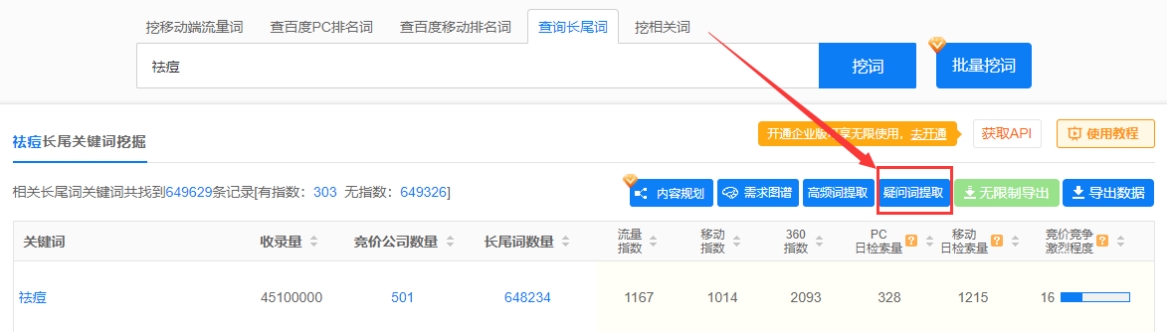 挖移动端流量词 查百度PC排名词 查百度移动排名词 查询长尾词 挖相关词
祛痘 挖词 批量挖词
祛痘长尾关键词挖掘 开通企业版 享无限使用，去开通 获取API 使用教程
相关长尾词关键词共找到649629条记录[有指数：303 无指数：649326] 内容规划 需求图谱 高频词提取 疑问词提取 无限制导出 导出数据
关键词 收录量 竞价公司数量 长尾词数量 流量指数 移动指数 360指数 PC日检索量 移动日检索量 竞价竞争激烈程度
祛痘 45100000 501 648234 1167 1014 2093 328 1215 16